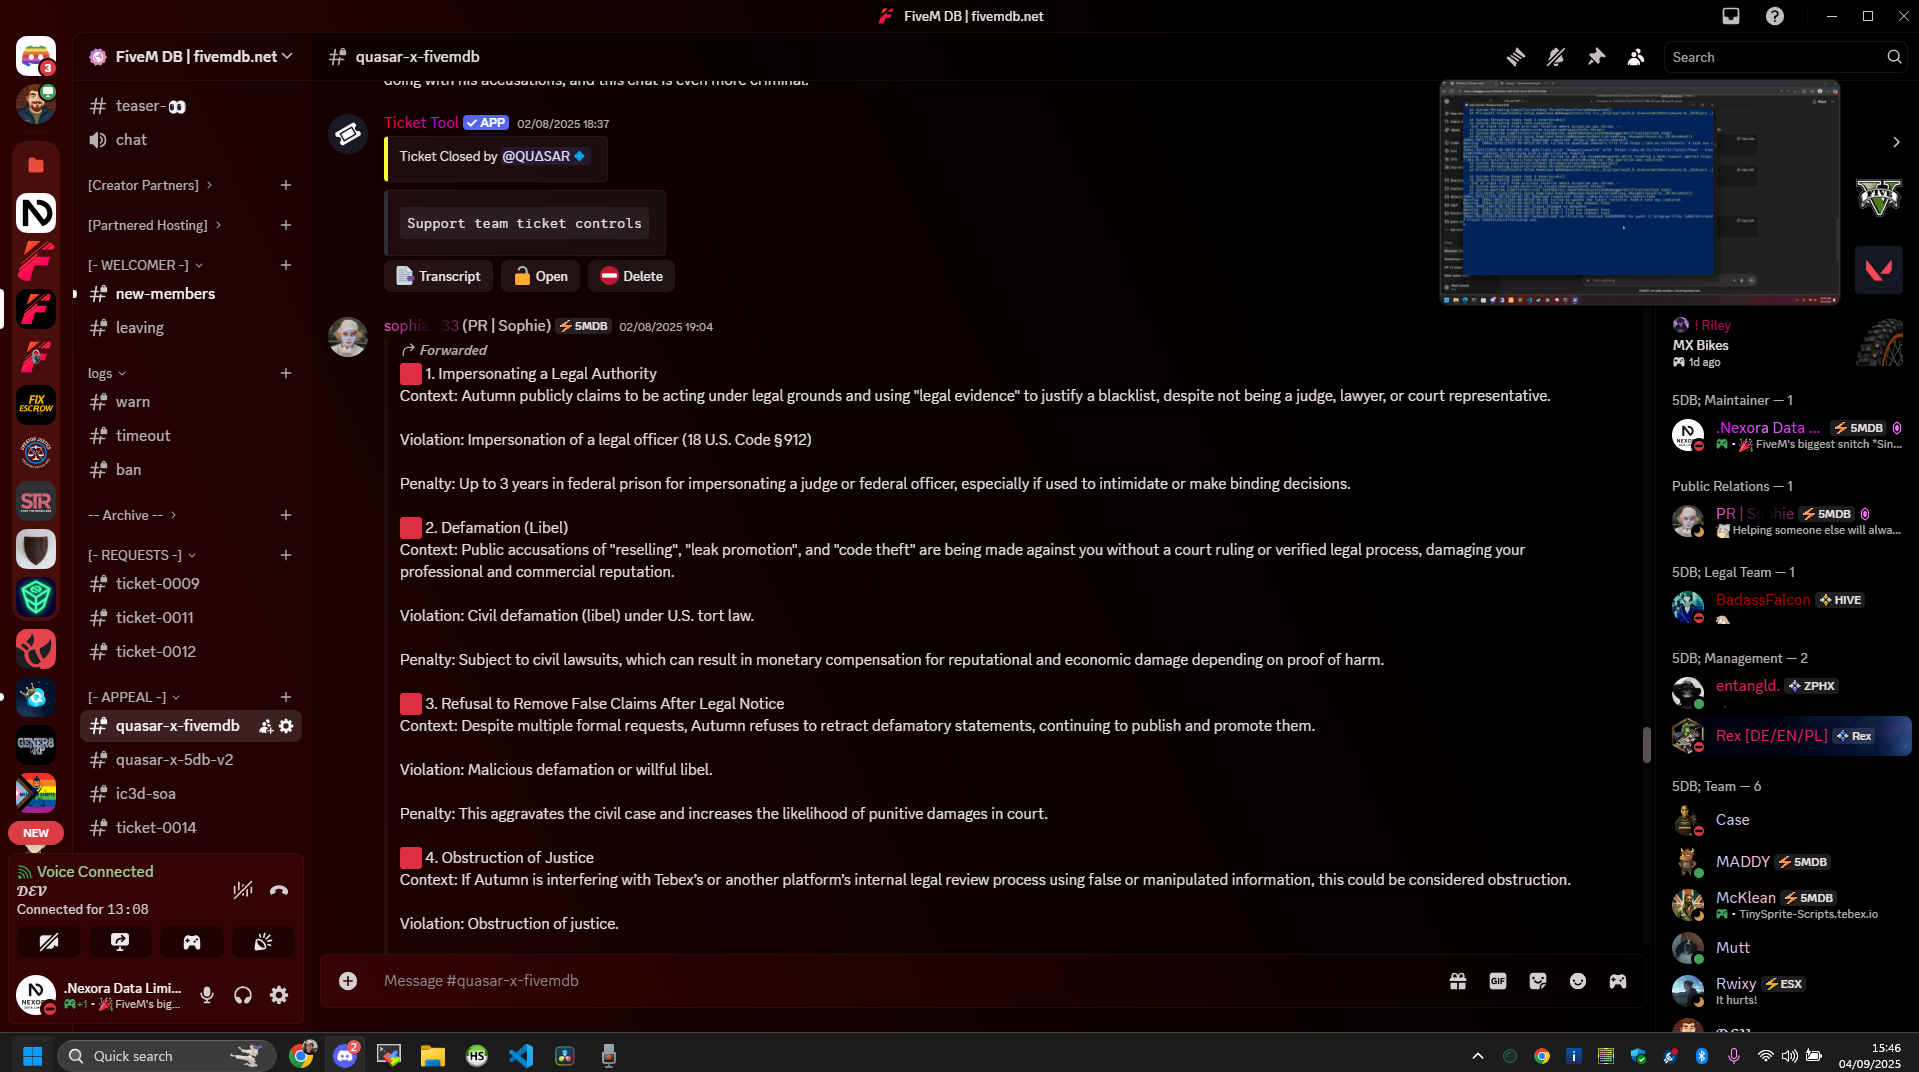 FiveM DB | fivemdb.net
FiveM DB | fivemdb.net
quasar-x-fivemdb
Search
3
teaser-👀
chat
[Creator Partners]
[Partnered Hosting]
[- WELCOMER -]
new-members
leaving
logs
warn
timeout
ban
-- Archive --
[- REQUESTS -]
ticket-0009
ticket-0011
ticket-0012
[- APPEAL -]
quasar-x-fivemdb
quasar-x-5db-v2
ic3d-soa
ticket-0014
FIX
ESCROW
STR
NEW
Voice Connected
DEV
Connected for 13:08
.Nexora Data Limi...
+1 • 🎉 FiveM's big...
doing with his accusations, and this chat is even more criminal.
Ticket Tool ✓ APP 02/08/2025 18:37
Ticket Closed by @QUΔSAR 💠
Support team ticket controls
Transcript
Open
Delete
sophia 33 (PR | Sophie) 5MDB 02/08/2025 19:04
Forwarded
🟥 1. Impersonating a Legal Authority
Context: Autumn publicly claims to be acting under legal grounds and using "legal evidence" to justify a blacklist, despite not being a judge, lawyer, or court representative.
Violation: Impersonation of a legal officer (18 U.S. Code § 912)
Penalty: Up to 3 years in federal prison for impersonating a judge or federal officer, especially if used to intimidate or make binding decisions.
🟥 2. Defamation (Libel)
Context: Public accusations of "reselling", "leak promotion", and "code theft" are being made against you without a court ruling or verified legal process, damaging your
professional and commercial reputation.
Violation: Civil defamation (libel) under U.S. tort law.
Penalty: Subject to civil lawsuits, which can result in monetary compensation for reputational and economic damage depending on proof of harm.
🟥 3. Refusal to Remove False Claims After Legal Notice
Context: Despite multiple formal requests, Autumn refuses to retract defamatory statements, continuing to publish and promote them.
Violation: Malicious defamation or willful libel.
Penalty: This aggravates the civil case and increases the likelihood of punitive damages in court.
🟥 4. Obstruction of Justice
Context: If Autumn is interfering with Tebex's or another platform's internal legal review process using false or manipulated information, this could be considered obstruction.
Violation: Obstruction of justice.
Message #quasar-x-fivemdb
GIF
! Riley
MX Bikes
1d ago
5DB; Maintainer — 1
.Nexora Data ... 5MDB
• 🎉 FiveM's biggest snitch *Sin...
Public Relations — 1
PR | Sophie 5MDB
Helping someone else will alwa...
5DB; Legal Team — 1
BadassFalcon HIVE
5DB; Management — 2
entangld. ZPHX
Rex [DE/EN/PL] Rex
5DB; Team — 6
Case
MADDY 5MDB
McKlean 5MDB
• TinySprite-Scripts.tebex.io
Mutt
Rwixy ESX
It hurts!
Quick search
2
HS
15:46
04/09/2025